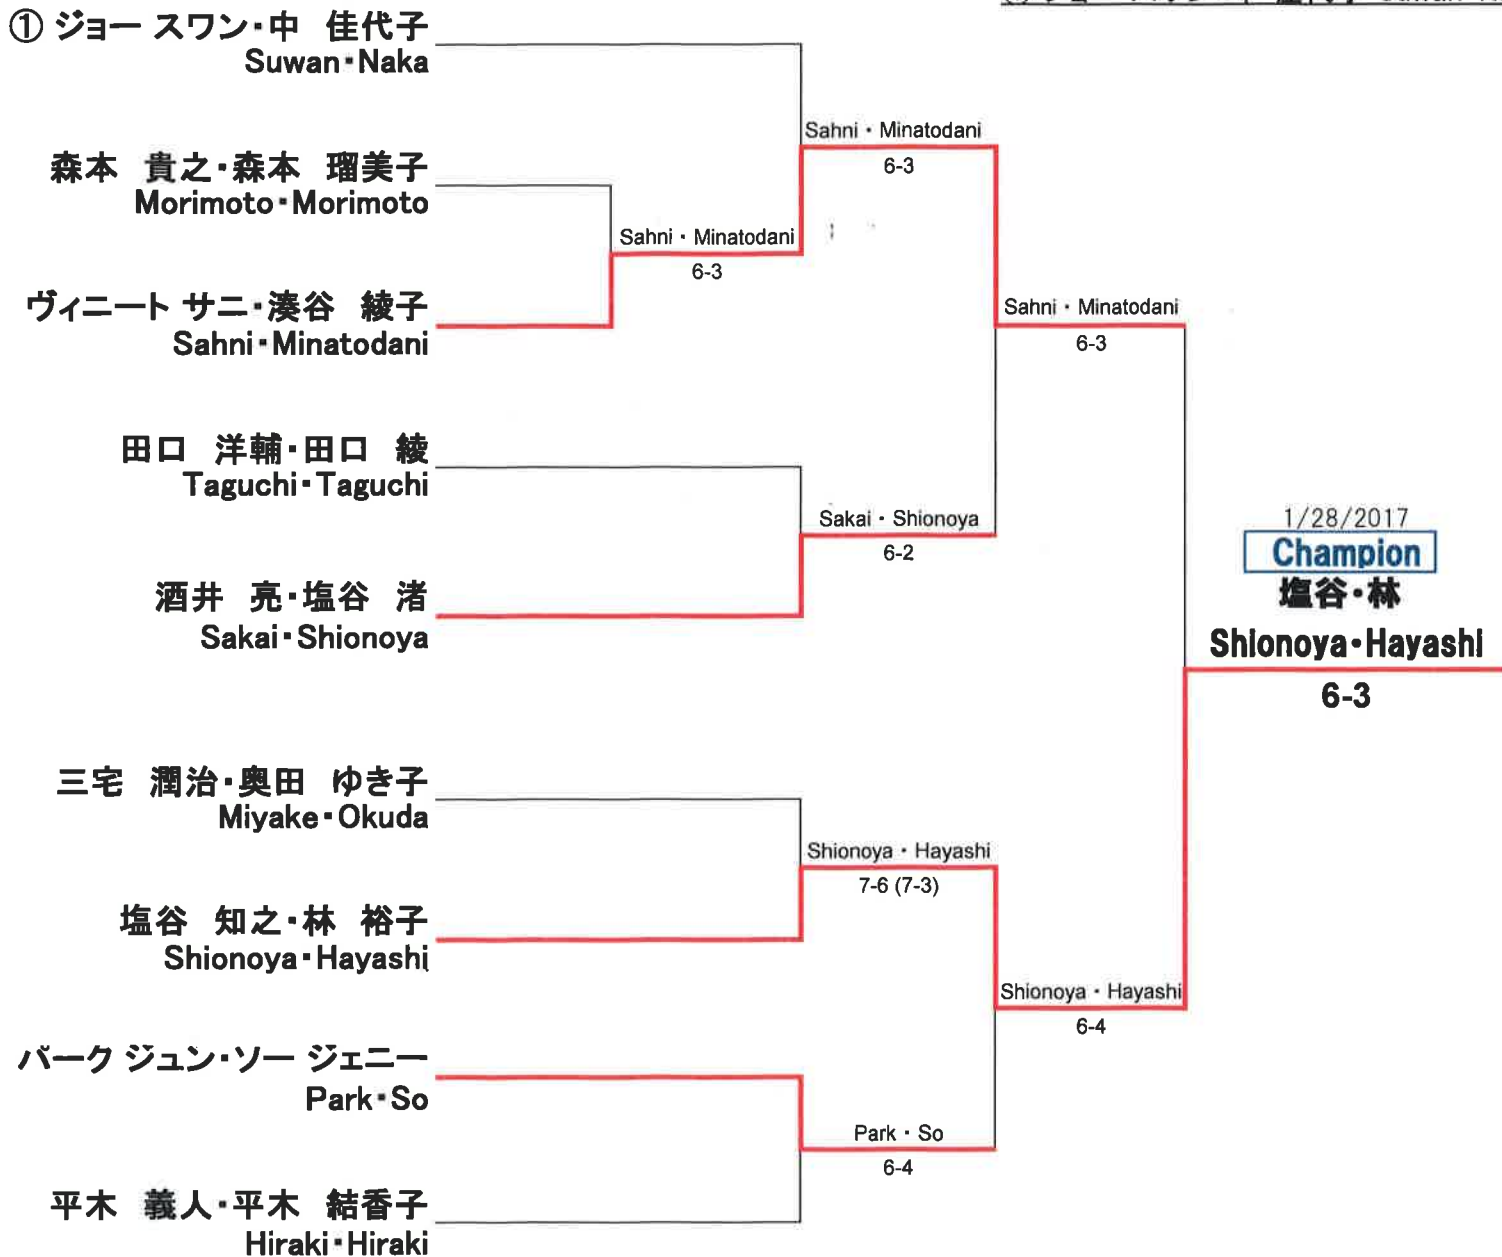 ① ジョー スワン・中　佳代子
Suwan・Naka
森本　貴之・森本　瑠美子
Morimoto・Morimoto
ヴィニート サニ・湊谷　綾子
Sahni・Minatodani
田口　洋輔・田口　綾
Taguchi・Taguchi
酒井　亮・塩谷　渚
Sakai・Shionoya
三宅　潤治・奥田　ゆき子
Miyake・Okuda
塩谷　知之・林　裕子
Shionoya・Hayashi
パーク ジュン・ソー ジェニー
Park・So
平木　義人・平木　結香子
Hiraki・Hiraki
Sahni・Minatodani
6-3
Sahni・Minatodani
6-3
Sakai・Shionoya
6-2
Shionoya・Hayashi
7-6 (7-3)
Park・So
6-4
Sahni・Minatodani
6-3
Shionoya・Hayashi
6-4
1/28/2017
Champion
塩谷・林
Shionoya・Hayashi
6-3